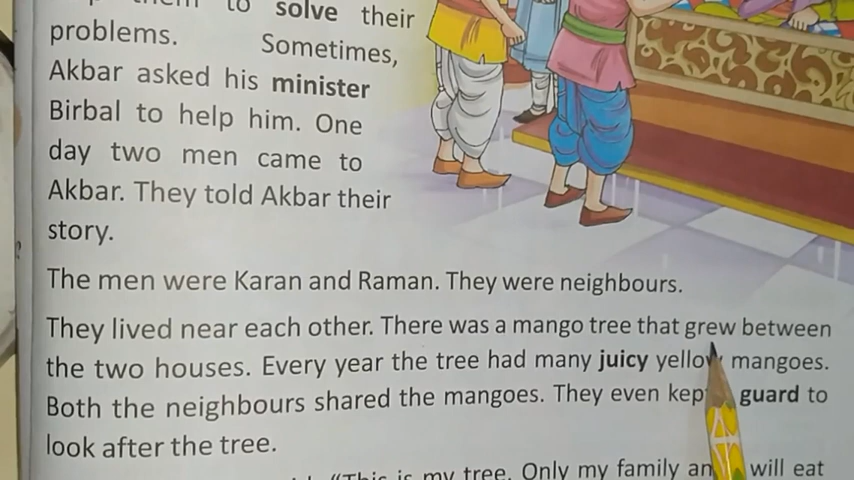 to solve their
problems. Sometimes,
Akbar asked his minister
Birbal to help him. One
day two men came to
Akbar. They told Akbar their
story.
The men were Karan and Raman. They were neighbours.
They lived near each other. There was a mango tree that grew between
the two houses. Every year the tree had many juicy yellow mangoes.
Both the neighbours shared the mangoes. They even kept guard to
look after the tree.
"This is my tree. Only my family will eat